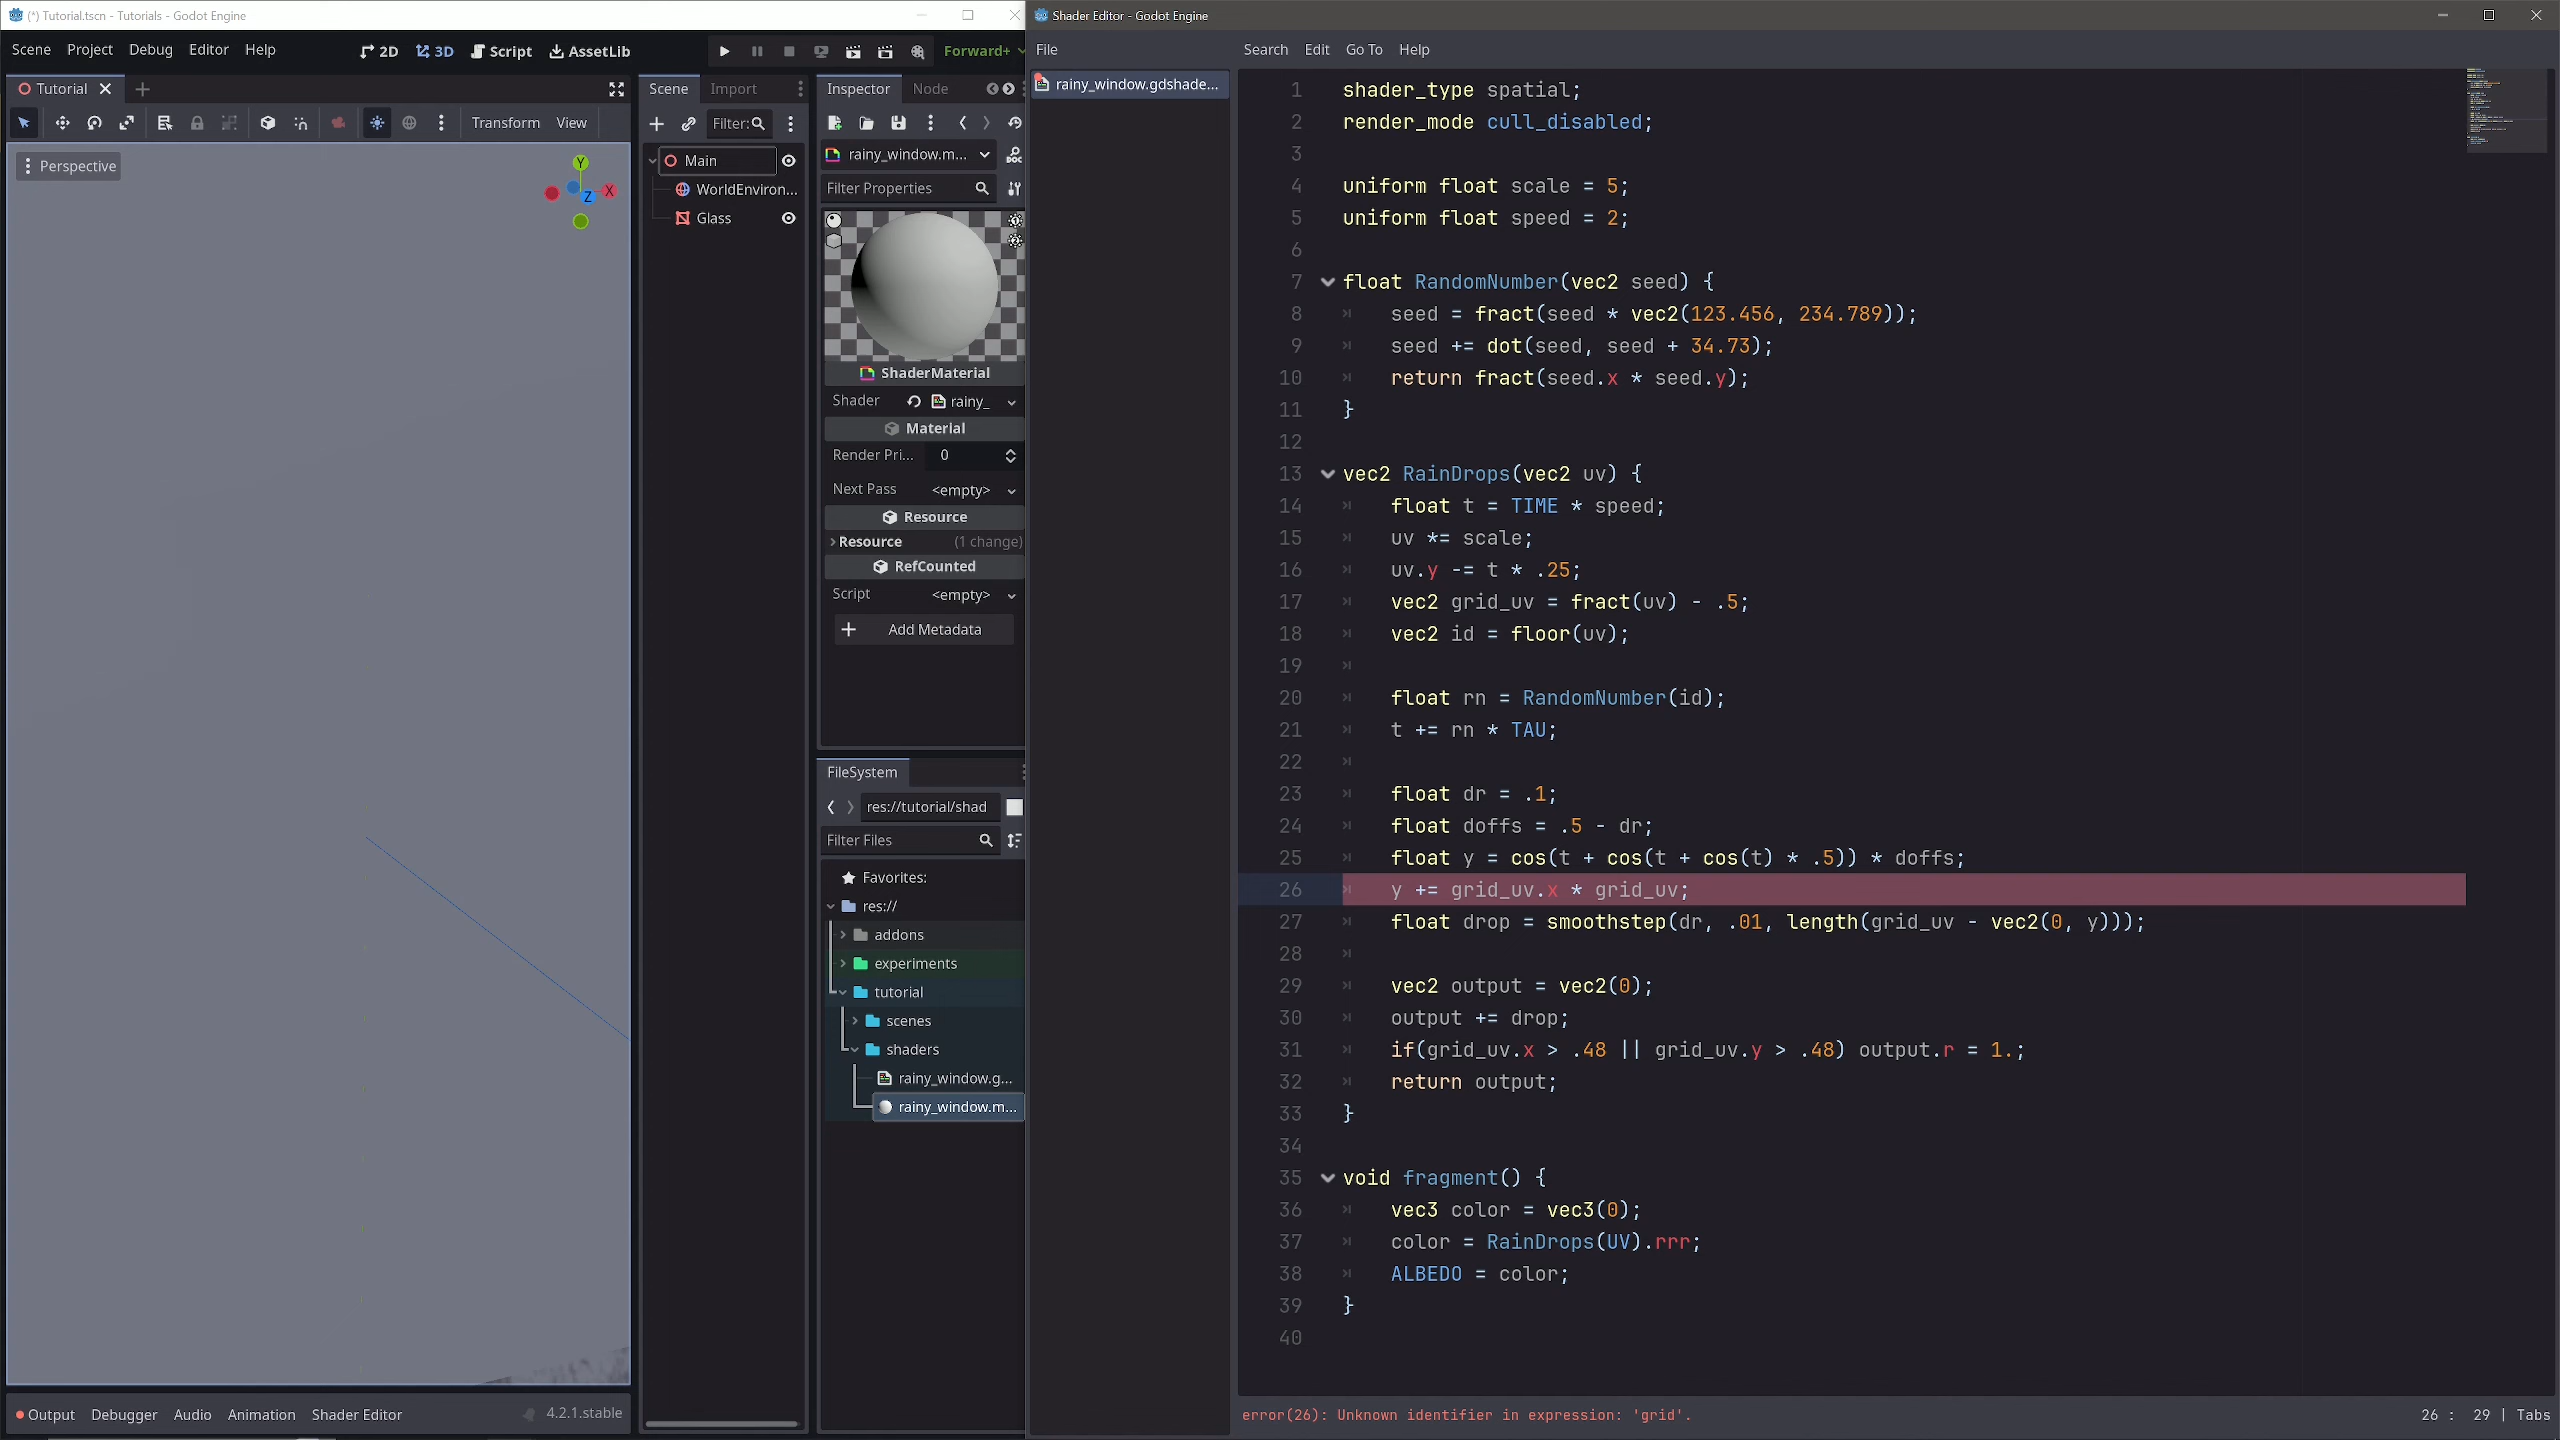 (*) Tutorial.tscn - Tutorials - Godot Engine
Scene Project Debug Editor Help
2D 3D Script AssetLib
Forward+
Tutorial
Transform View
Perspective
Y
X
Z
Scene Import
Filter:
Main
WorldEnviron...
Glass
Inspector Node
rainy_window.m...
Filter Properties
ShaderMaterial
Shader rainy_
Material
Render Pri... 0
Next Pass <empty>
Resource
Resource (1 change)
RefCounted
Script <empty>
Add Metadata
FileSystem
res://tutorial/shad
Filter Files
Favorites:
res://
addons
experiments
tutorial
scenes
shaders
rainy_window.g...
rainy_window.m...
Output Debugger Audio Animation Shader Editor 4.2.1.stable
Shader Editor - Godot Engine
File Search Edit Go To Help
rainy_window.gdshade...
1 shader_type spatial;
2 render_mode cull_disabled;
3
4 uniform float scale = 5;
5 uniform float speed = 2;
6
7 float RandomNumber(vec2 seed) {
8 seed = fract(seed * vec2(123.456, 234.789));
9 seed += dot(seed, seed + 34.73);
10 return fract(seed.x * seed.y);
11 }
12
13 vec2 RainDrops(vec2 uv) {
14 float t = TIME * speed;
15 uv *= scale;
16 uv.y -= t * .25;
17 vec2 grid_uv = fract(uv) - .5;
18 vec2 id = floor(uv);
19
20 float rn = RandomNumber(id);
21 t += rn * TAU;
22
23 float dr = .1;
24 float doffs = .5 - dr;
25 float y = cos(t + cos(t + cos(t) * .5)) * doffs;
26 y += grid_uv.x * grid_uv;
27 float drop = smoothstep(dr, .01, length(grid_uv - vec2(0, y)));
28
29 vec2 output = vec2(0);
30 output += drop;
31 if(grid_uv.x > .48 || grid_uv.y > .48) output.r = 1.;
32 return output;
33 }
34
35 void fragment() {
36 vec3 color = vec3(0);
37 color = RainDrops(UV).rrr;
38 ALBEDO = color;
39 }
40
error(26): Unknown identifier in expression: 'grid'.
26 : 29 | Tabs